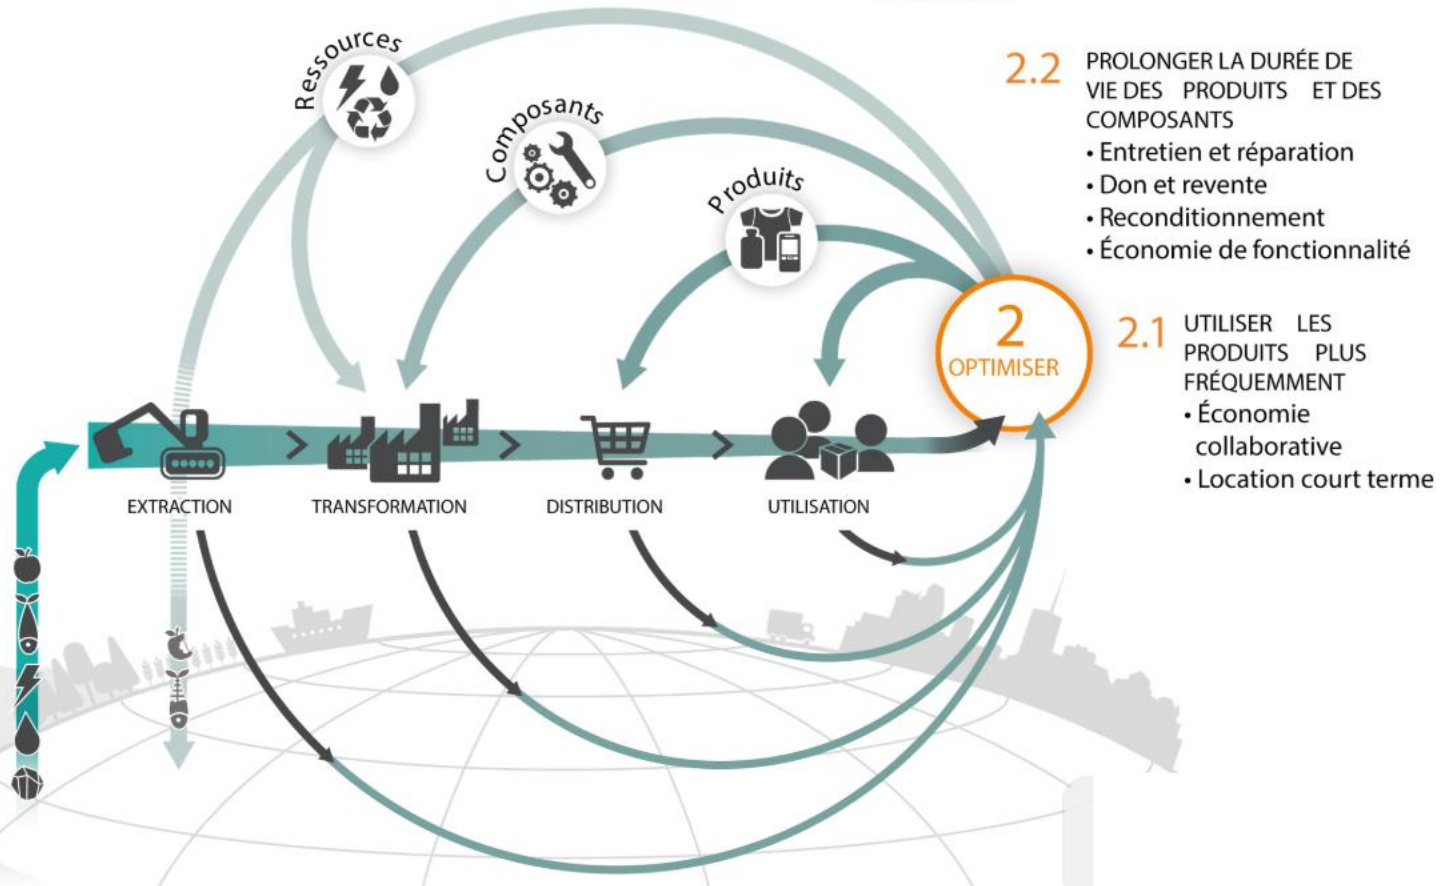 Ressources
Composants
Produits
2.2 PROLONGER LA DURÉE DE
VIE DES PRODUITS ET DES
COMPOSANTS
• Entretien et réparation
• Don et revente
• Reconditionnement
• Économie de fonctionnalité
2
OPTIMISER
2.1 UTILISER LES
PRODUITS PLUS
FRÉQUEMMENT
• Économie
collaborative
• Location court terme
EXTRACTION
TRANSFORMATION
DISTRIBUTION
UTILISATION